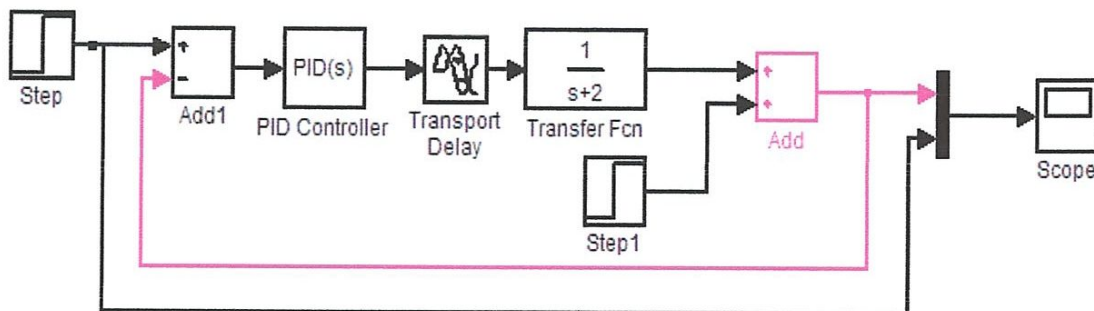 Step
Add1
PID(s)
PID Controller
Transport
Delay
1
s+2
Transfer Fcn
Step1
Add
Scope